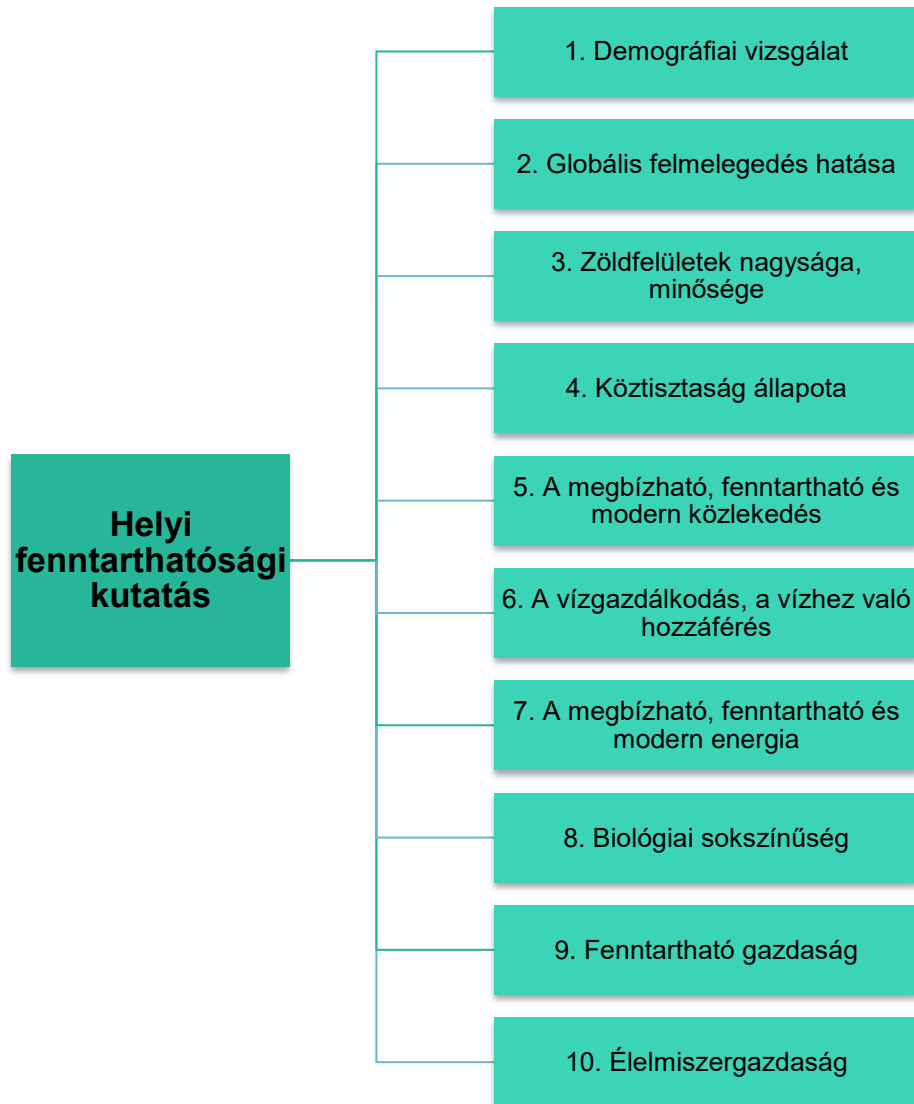 Helyi
fenntarthatósági
kutatás
1. Demográfiai vizsgálat
2. Globális felmelegedés hatása
3. Zöldfelületek nagysága,
minősége
4. Köztisztaság állapota
5. A megbízható, fenntartható és
modern közlekedés
6. A vízgazdálkodás, a vízhez való
hozzáférés
7. A megbízható, fenntartható és
modern energia
8. Biológiai sokszínűség
9. Fenntartható gazdaság
10. Élelmiszergazdaság